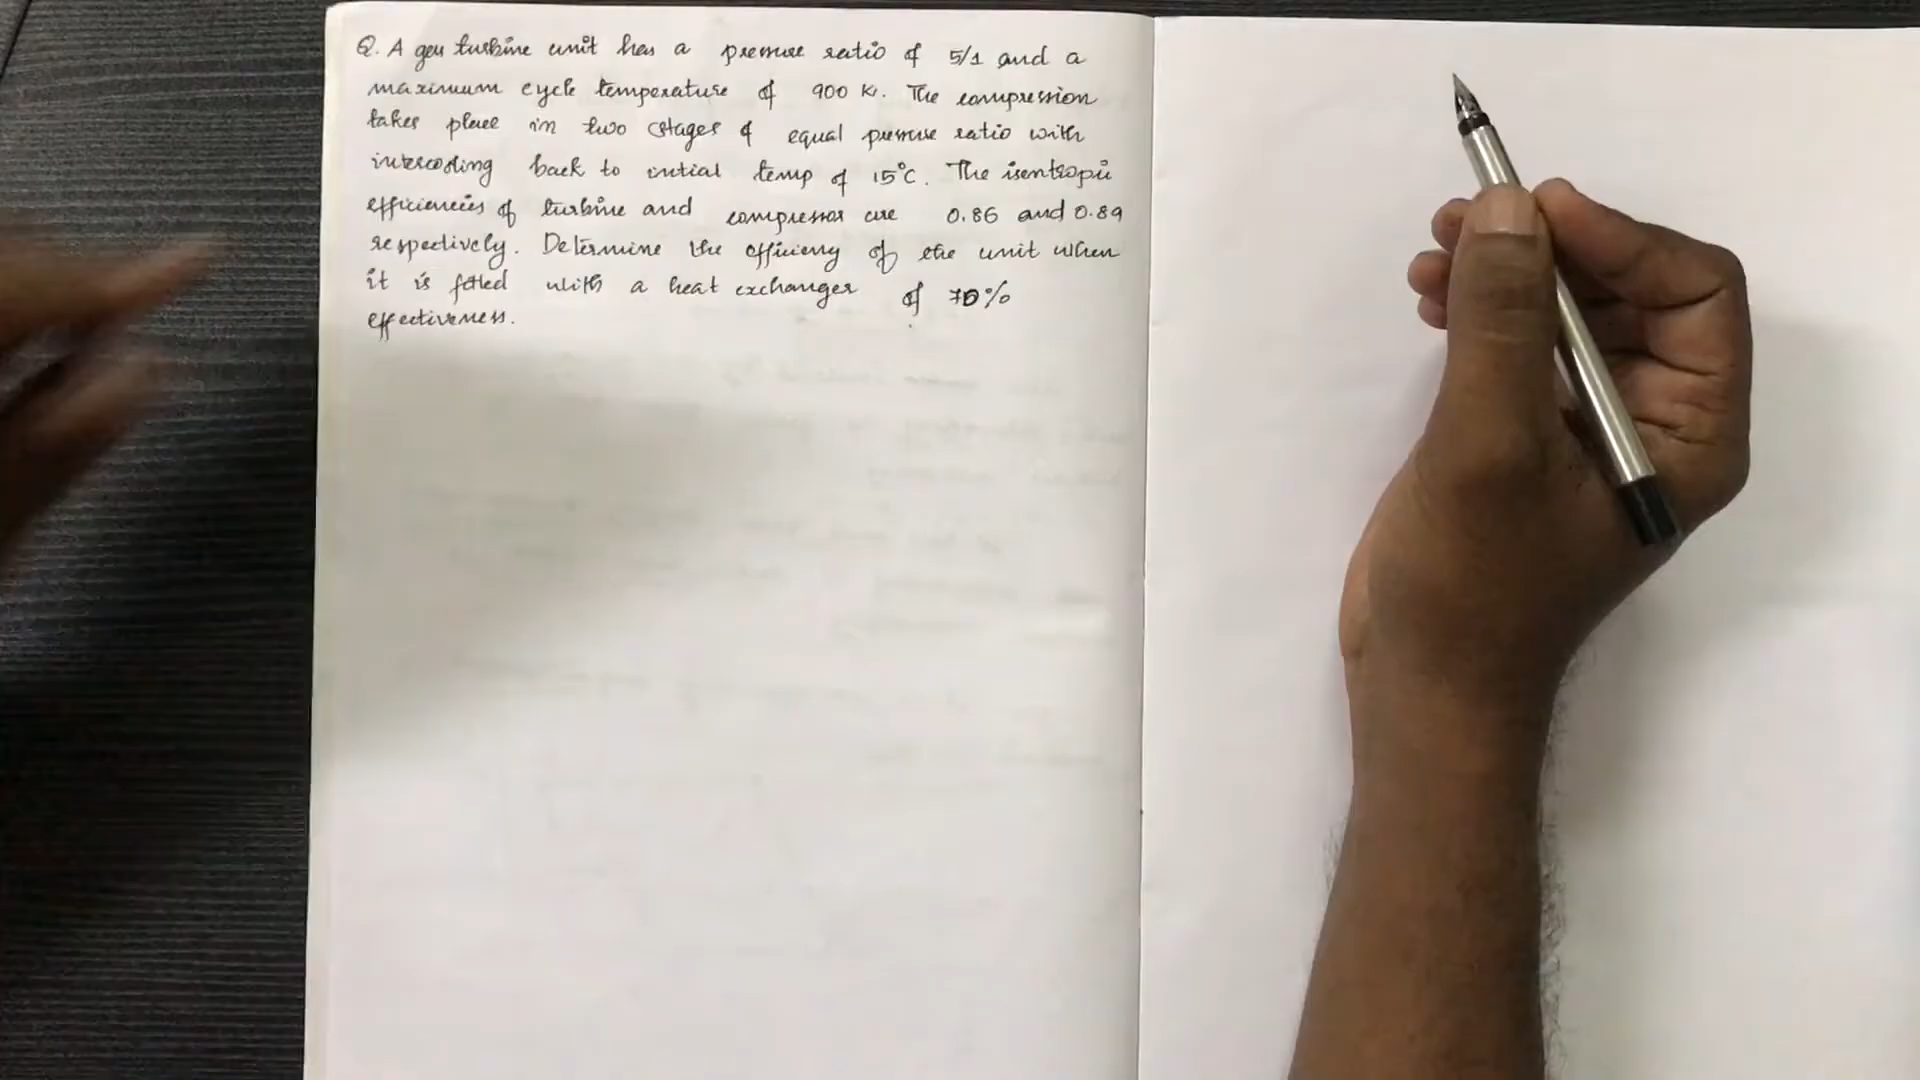 Q. A gas turbine unit has a pressure ratio of 5/1 and a
maximum cycle temperature of 900 K. The compression
takes place in two stages of equal pressure ratio with
intercooling back to initial temp of 15°C. The isentropic
efficiencies of turbine and compressor are 0.86 and 0.89
respectively. Determine the efficiency of the unit when
it is fitted with a heat exchanger of 70%
effectiveness.